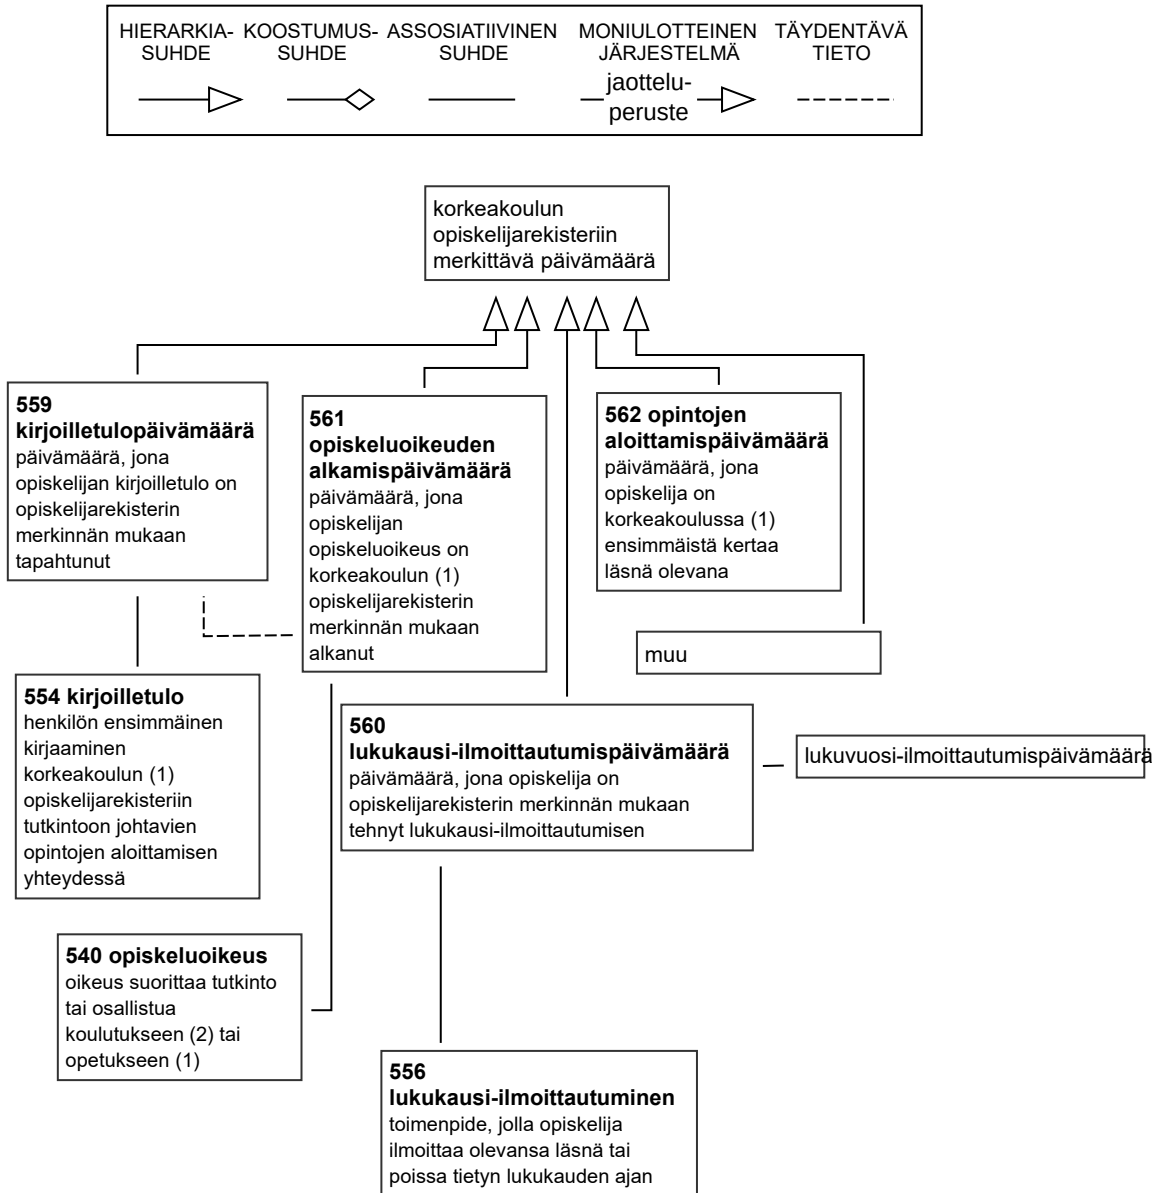 HIERARKIA-
SUHDE
KOOSTUMUS-
SUHDE
ASSOSIATIIVINEN
SUHDE
MONIULOTTEINEN
JÄRJESTELMÄ
jaottelu-
peruste
TÄYDENTÄVÄ
TIETO
korkeakoulun
opiskelijarekisteriin
merkittävä päivämäärä
559
kirjoilletulopäivämäärä
päivämäärä, jona
opiskelijan kirjoilletulo on
opiskelijarekisterin
merkinnän mukaan
tapahtunut
561
opiskeluoikeuden
alkamispäivämäärä
päivämäärä, jona
opiskelijan
opiskeluoikeus on
korkeakoulun (1)
opiskelijarekisterin
merkinnän mukaan
alkanut
562 opintojen
aloittamispäivämäärä
päivämäärä, jona
opiskelija on
korkeakoulussa (1)
ensimmäistä kertaa
läsnä olevana
muu
554 kirjoilletulo
henkilön ensimmäinen
kirjaaminen
korkeakoulun (1)
opiskelijarekisteriin
tutkintoon johtavien
opintojen aloittamisen
yhteydessä
560
lukukausi-ilmoittautumispäivämäärä
päivämäärä, jona opiskelija on
opiskelijarekisterin merkinnän mukaan
tehnyt lukukausi-ilmoittautumisen
lukuvuosi-ilmoittautumispäivämäärä
540 opiskeluoikeus
oikeus suorittaa tutkinto
tai osallistua
koulutukseen (2) tai
opetukseen (1)
556
lukukausi-ilmoittautuminen
toimenpide, jolla opiskelija
ilmoittaa olevansa läsnä tai
poissa tietyn lukukauden ajan